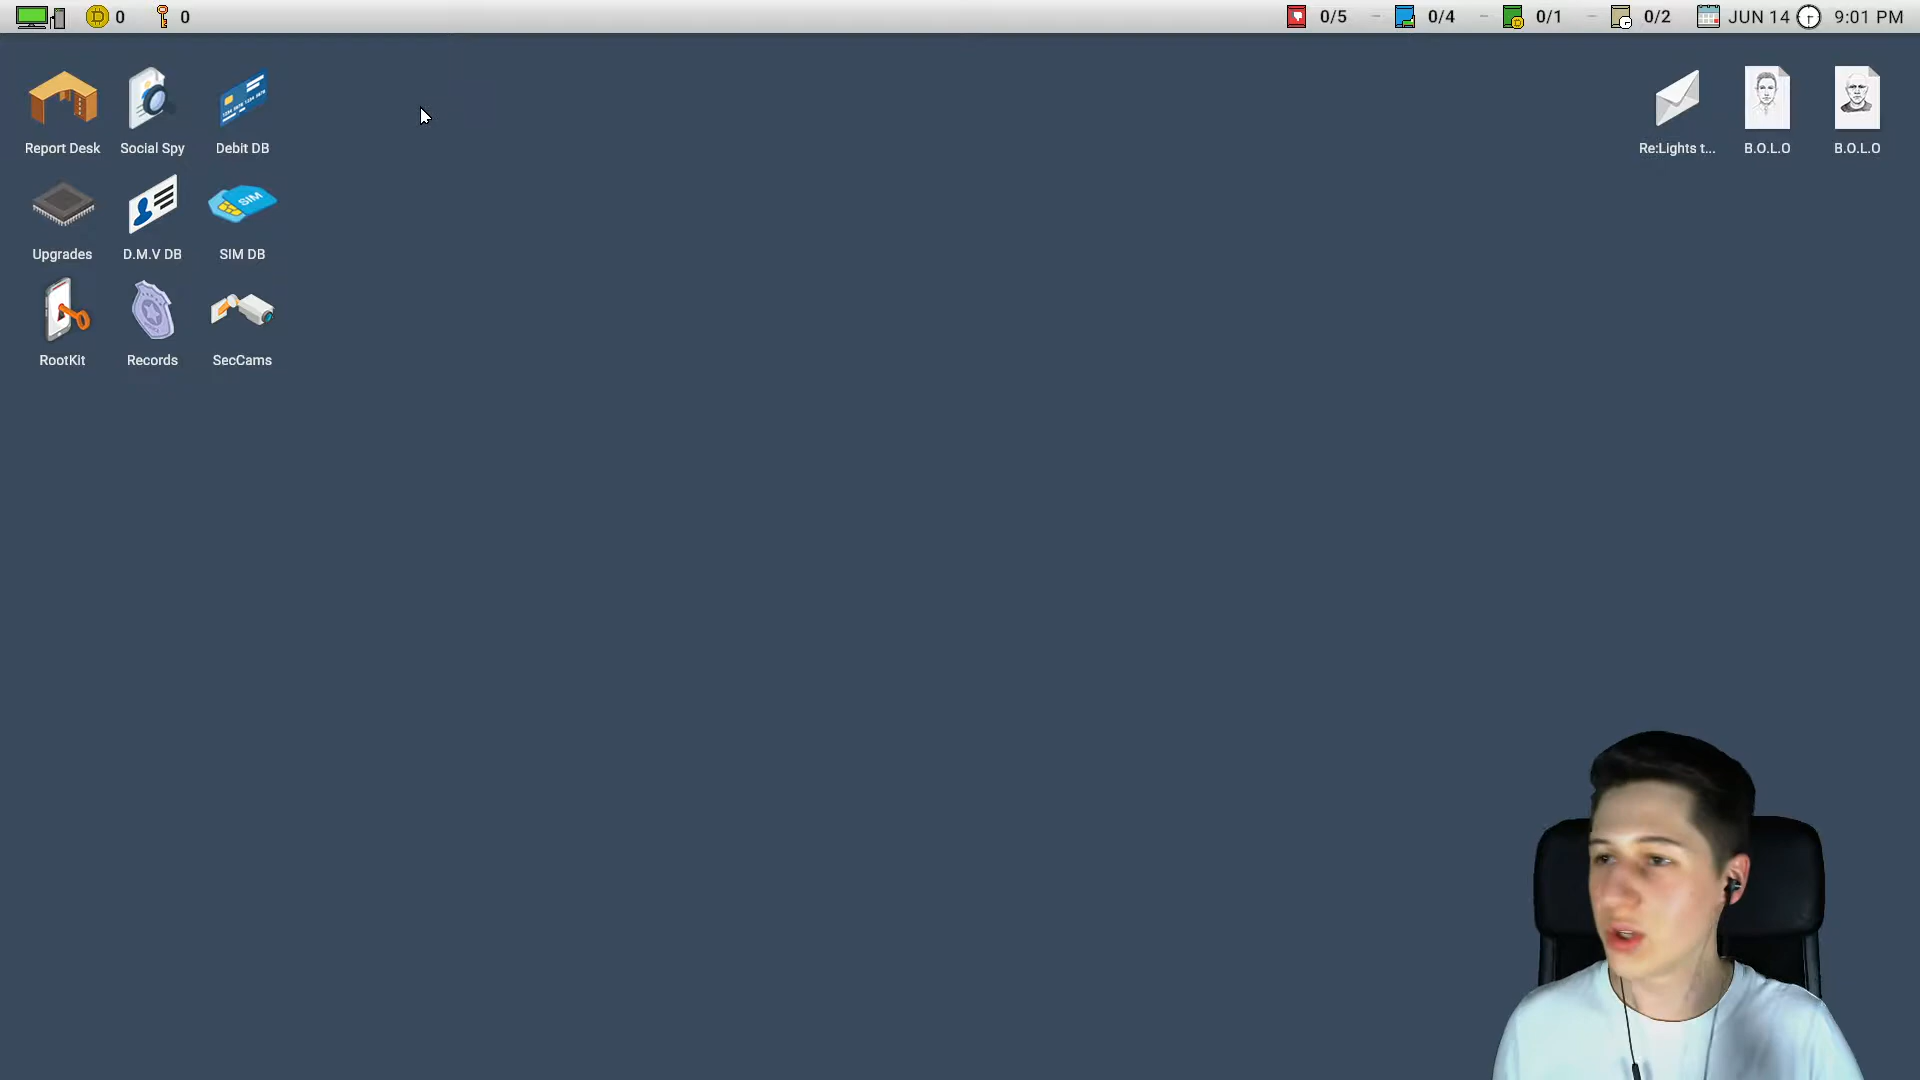 0 0 0/5 0/4 0/1 0/2 JUN 14 9:01 PM
Report Desk Social Spy Debit DB Re:Lights t... B.O.L.O B.O.L.O
Upgrades D.M.V DB SIM DB
RootKit Records SecCams